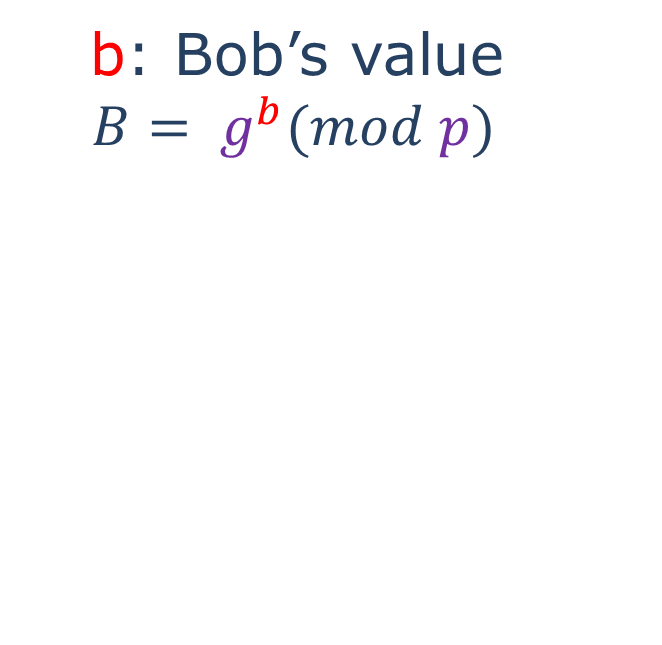 b: Bob’s value
B = g^b (mod p)